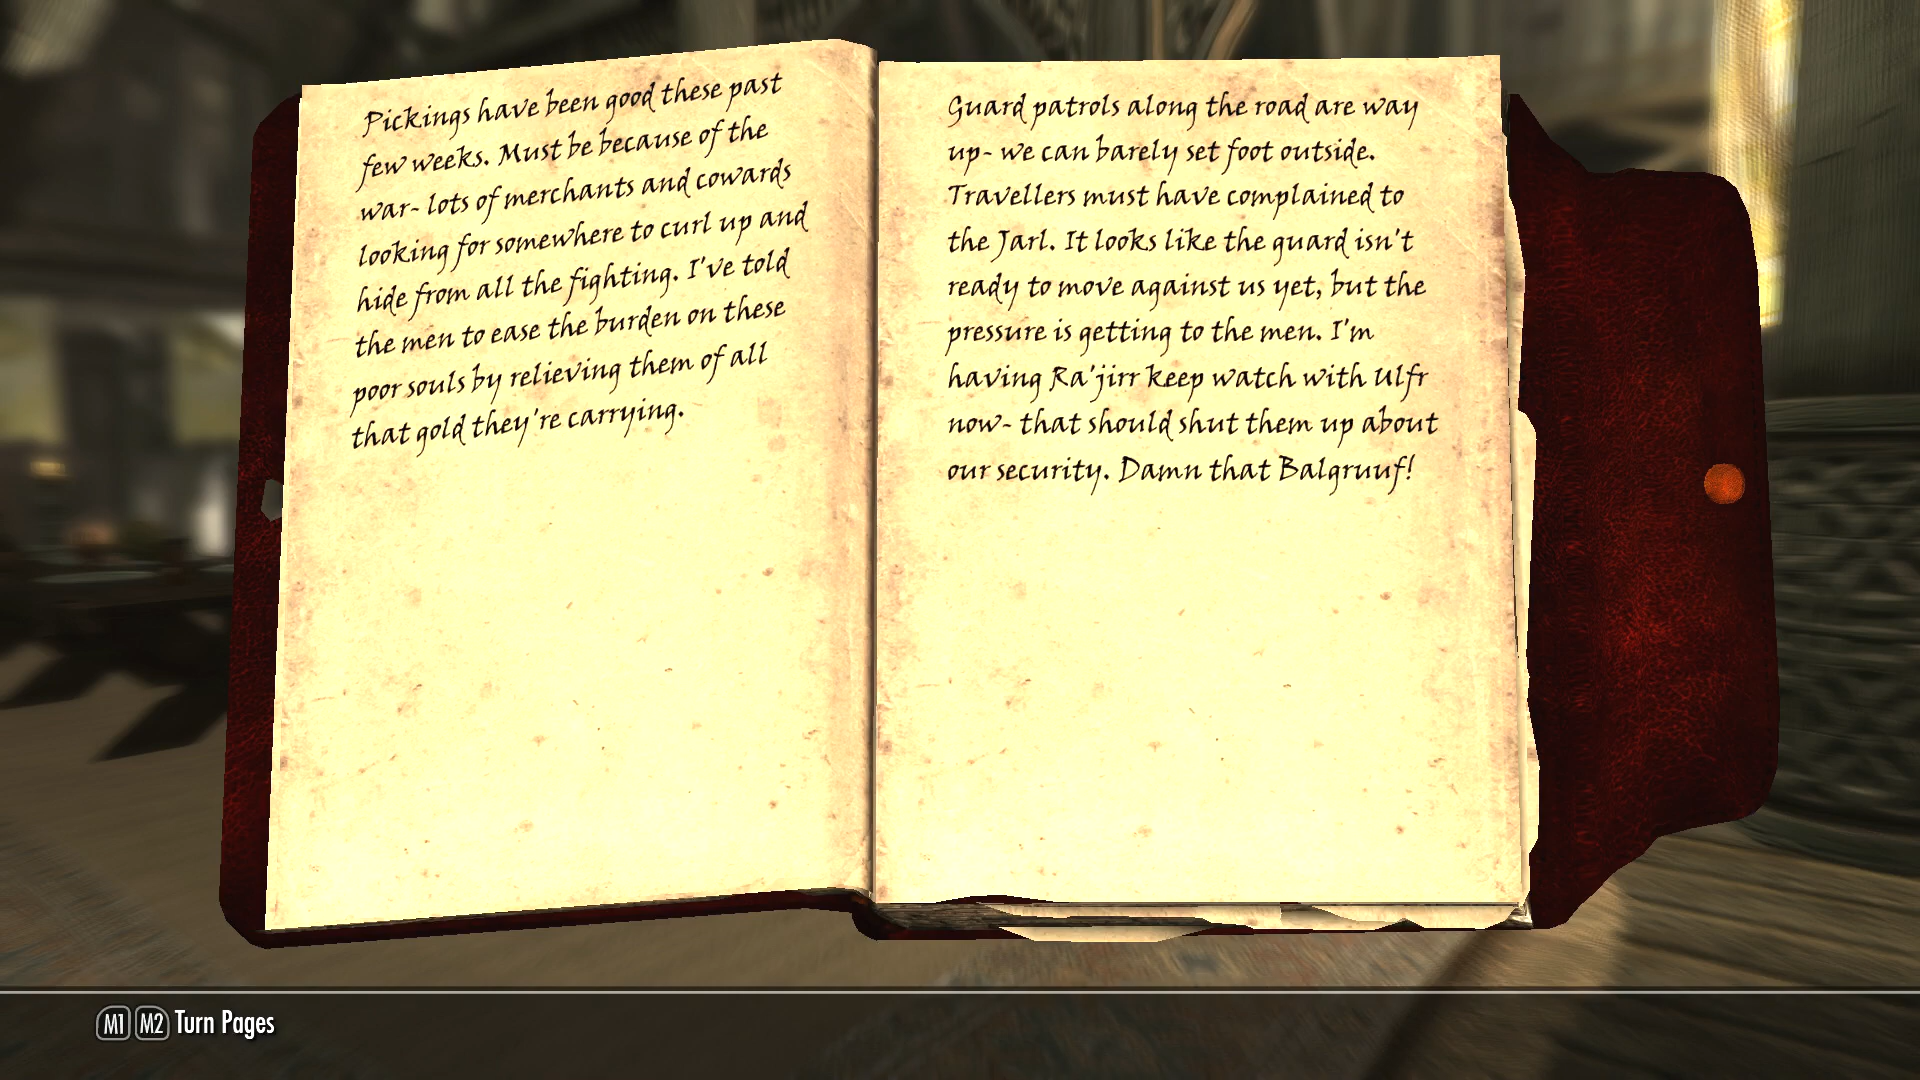 Pickings have been good these past
few weeks. Must be because of the
war- lots of merchants and cowards
looking for somewhere to curl up and
hide from all the fighting. I've told
the men to ease the burden on these
poor souls by relieving them of all
that gold they're carrying.
Guard patrols along the road are way
up- we can barely set foot outside.
Travellers must have complained to
the Jarl. It looks like the guard isn't
ready to move against us yet, but the
pressure is getting to the men. I'm
having Ra'jirr keep watch with Ulfr
now- that should shut them up about
our security. Damn that Balgruuf!
M1 M2 Turn Pages